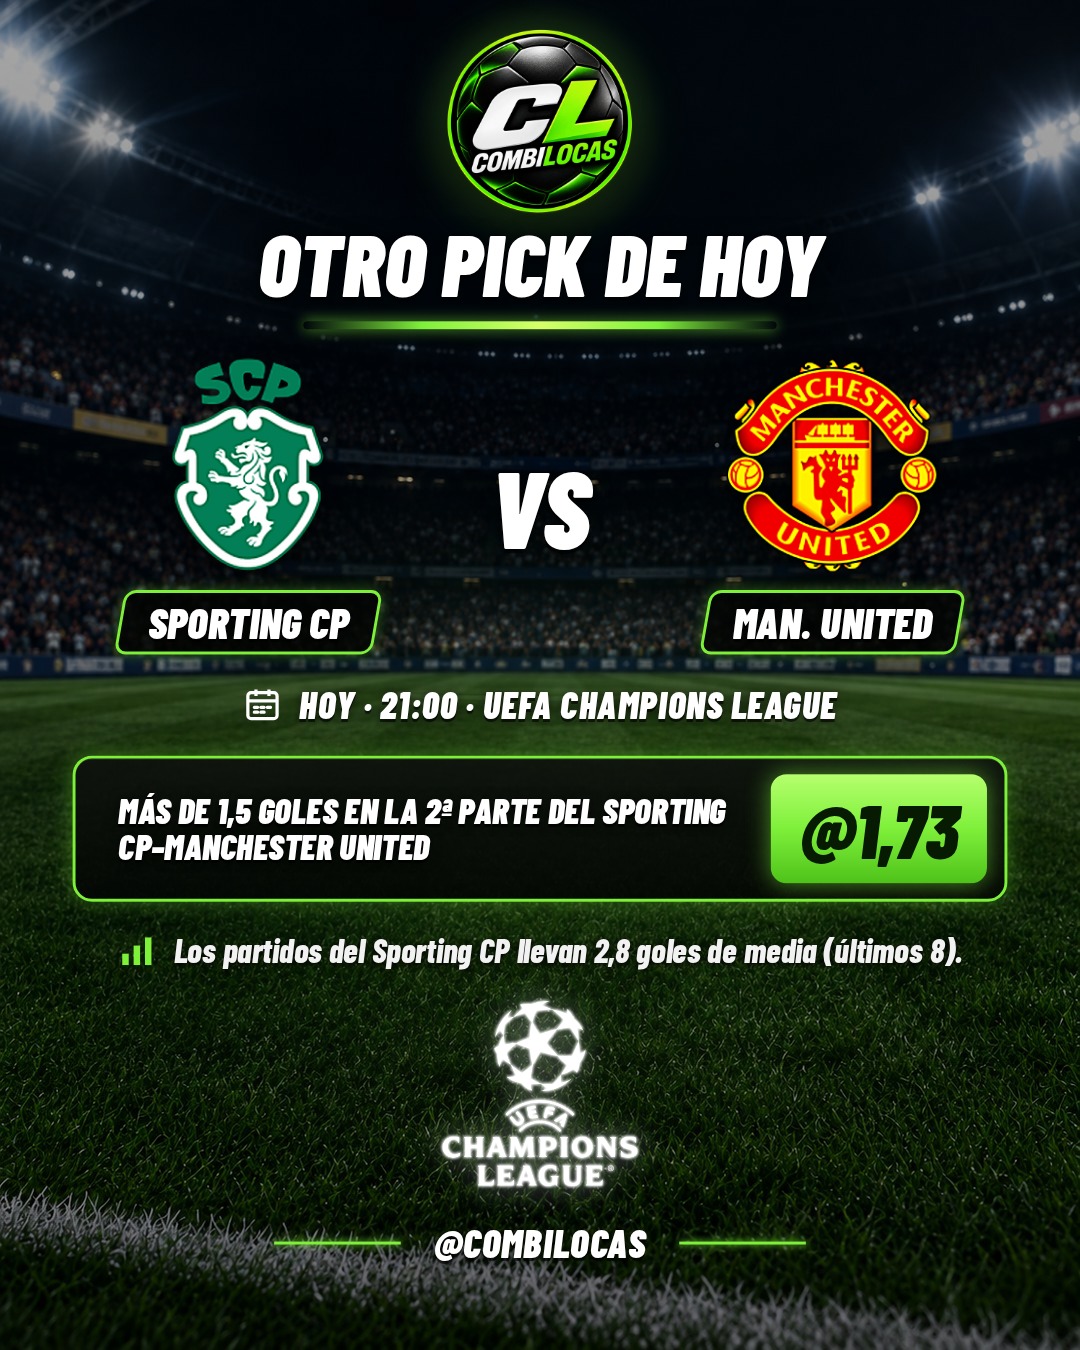 CL
COMBILOCAS
OTRO PICK DE HOY
SCP
MANCHESTER
UNITED
VS
SPORTING CP
MAN. UNITED
HOY · 21:00 · UEFA CHAMPIONS LEAGUE
MÁS DE 1,5 GOLES EN LA 2ª PARTE DEL SPORTING
CP-MANCHESTER UNITED
@1,73
Los partidos del Sporting CP llevan 2,8 goles de media (últimos 8).
UEFA
CHAMPIONS
LEAGUE®
@COMBILOCAS